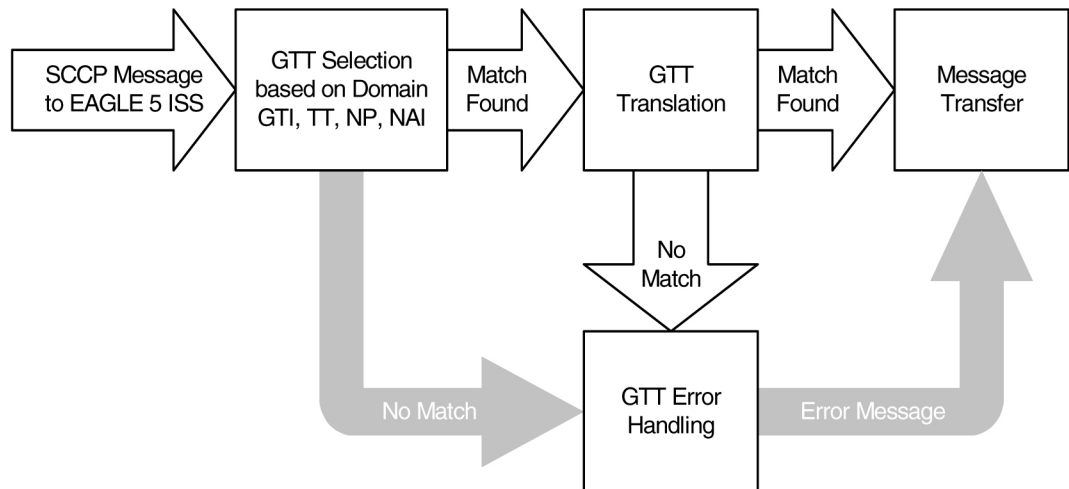 SCCP Message
to EAGLE 5 ISS
GTT Selection
based on Domain
GTI, TT, NP, NAI
Match
Found
GTT
Translation
Match
Found
Message
Transfer
No
Match
No Match
GTT Error
Handling
Error Message